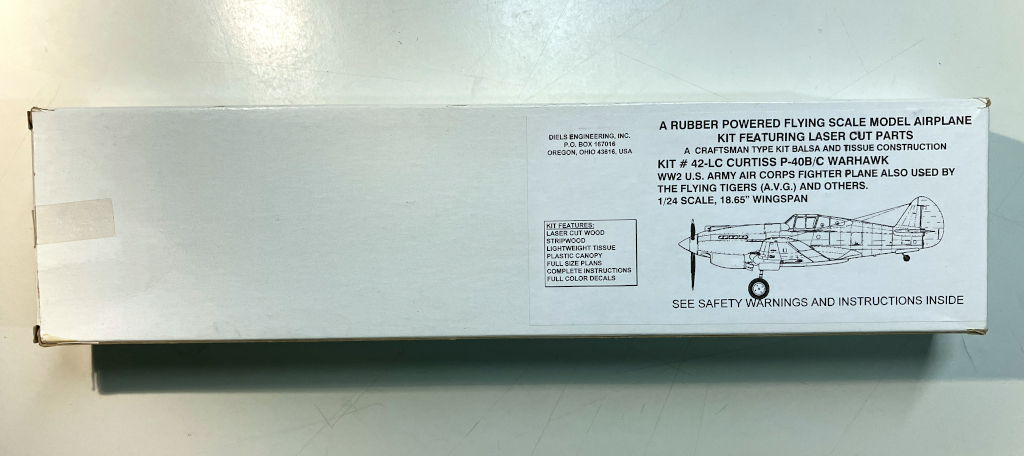 DIELS ENGINEERING, INC.
P.O. BOX 167016
OREGON, OHIO 43616, USA
A RUBBER POWERED FLYING SCALE MODEL AIRPLANE
KIT FEATURING LASER CUT PARTS
A CRAFTSMAN TYPE KIT BALSA AND TISSUE CONSTRUCTION
KIT # 42-LC CURTISS P-40B/C WARHAWK
WW2 U.S. ARMY AIR CORPS FIGHTER PLANE ALSO USED BY
THE FLYING TIGERS (A.V.G.) AND OTHERS.
1/24 SCALE, 18.65" WINGSPAN
KIT FEATURES:
LASER CUT WOOD
STRIPWOOD
LIGHTWEIGHT TISSUE
PLASTIC CANOPY
FULL SIZE PLANS
COMPLETE INSTRUCTIONS
FULL COLOR DECALS
SEE SAFETY WARNINGS AND INSTRUCTIONS INSIDE